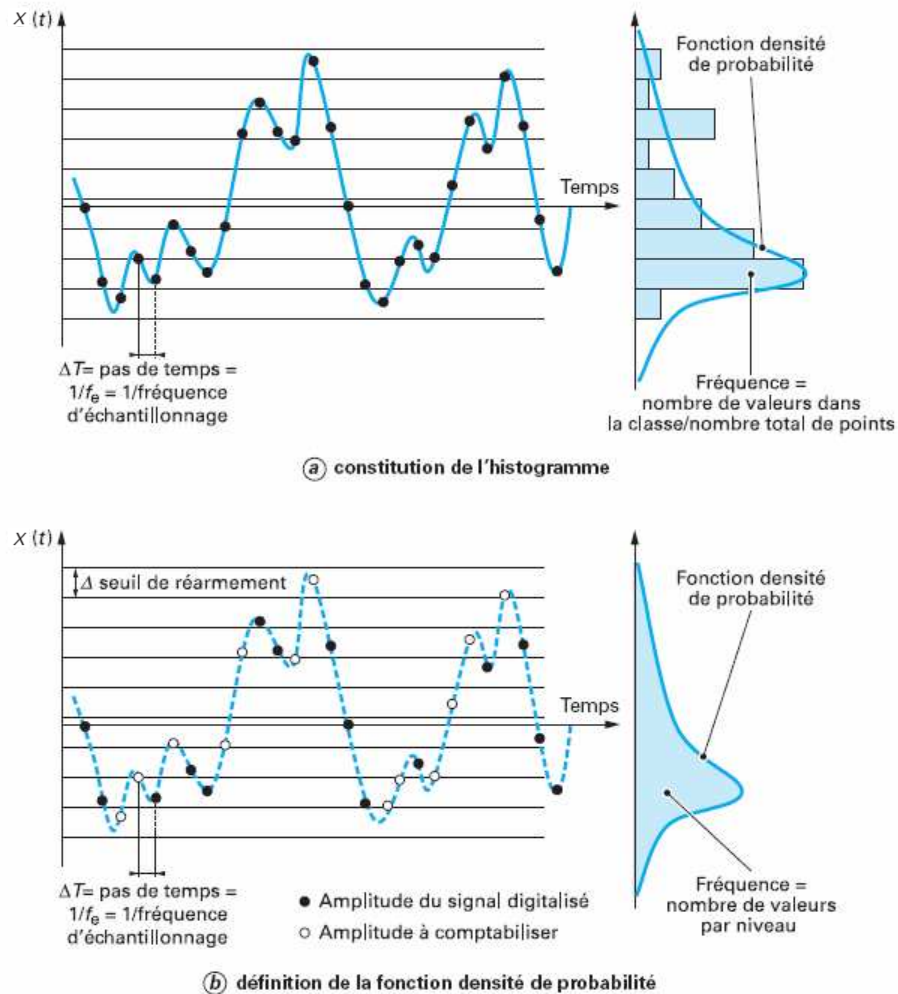 X (t)
Fonction densité
de probabilité
Temps
ΔT= pas de temps =
1/fe = 1/fréquence
d'échantillonnage
Fréquence =
nombre de valeurs dans
la classe/nombre total de points
a constitution de l'histogramme
X (t)
Δ seuil de réarmement
Fonction densité
de probabilité
Temps
ΔT= pas de temps =
1/fe = 1/fréquence
d'échantillonnage
Amplitude du signal digitalisé
Amplitude à comptabiliser
Fréquence =
nombre de valeurs
par niveau
b définition de la fonction densité de probabilité